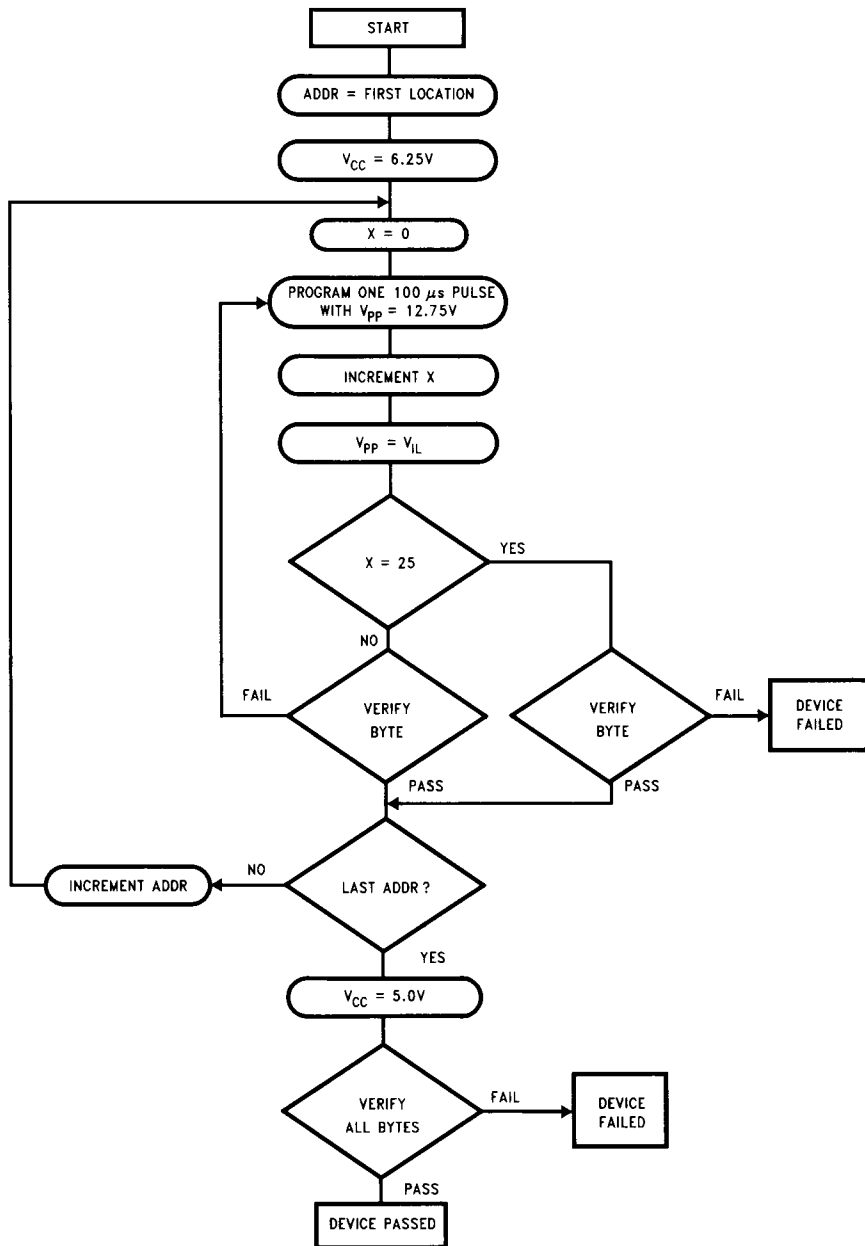 START
ADDR = FIRST LOCATION
VCC = 6.25V
X = 0
PROGRAM ONE 100 μs PULSE
WITH VPP = 12.75V
INCREMENT X
VPP = VIL
X = 25
YES
NO
FAIL
VERIFY
BYTE
PASS
VERIFY
BYTE
FAIL
PASS
DEVICE
FAILED
LAST ADDR ?
NO
INCREMENT ADDR
YES
VCC = 5.0V
VERIFY
ALL BYTES
FAIL
DEVICE
FAILED
PASS
DEVICE PASSED